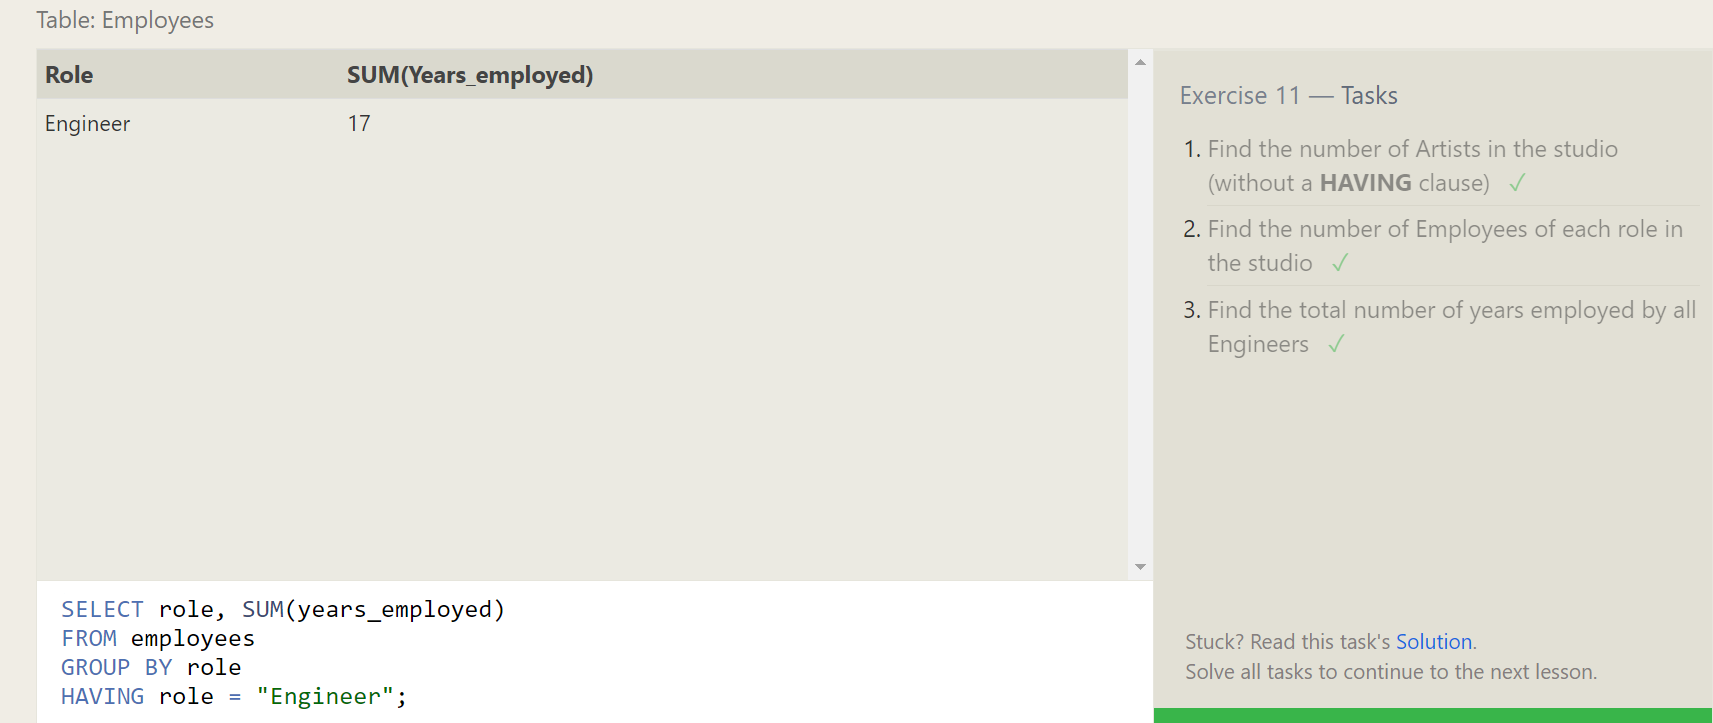 Table: Employees
Role SUM(Years_employed)
Engineer 17
SELECT role, SUM(years_employed)
FROM employees
GROUP BY role
HAVING role = "Engineer";
Exercise 11 — Tasks
1. Find the number of Artists in the studio
(without a HAVING clause) ✓
2. Find the number of Employees of each role in
the studio ✓
3. Find the total number of years employed by all
Engineers ✓
Stuck? Read this task's Solution.
Solve all tasks to continue to the next lesson.